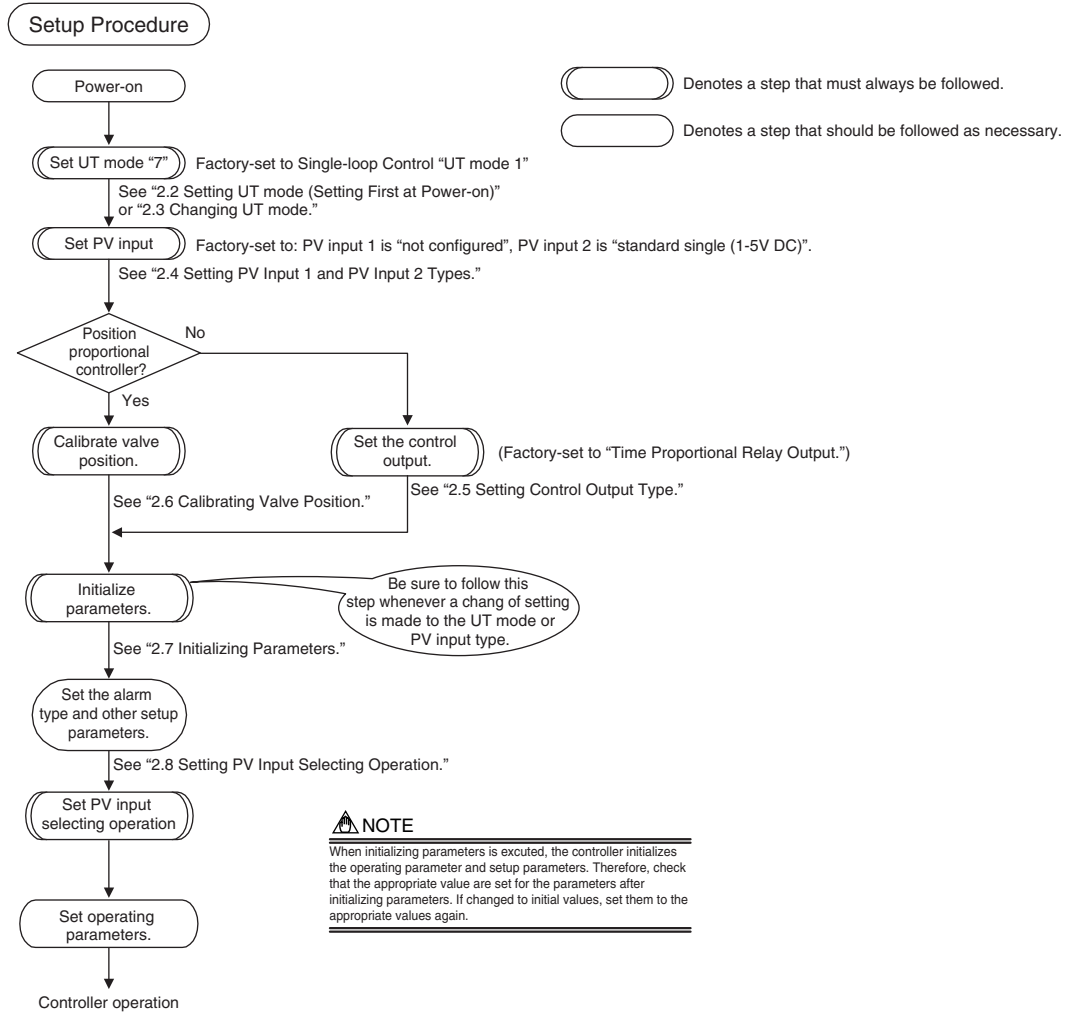 Setup Procedure
Power-on
Denotes a step that must always be followed.
Denotes a step that should be followed as necessary.
Set UT mode “7”
Factory-set to Single-loop Control “UT mode 1”
See “2.2 Setting UT mode (Setting First at Power-on)”
or “2.3 Changing UT mode.”
Set PV input
Factory-set to: PV input 1 is “not configured”, PV input 2 is “standard single (1-5V DC)”.
See “2.4 Setting PV Input 1 and PV Input 2 Types.”
Position
proportional
controller?
No
Yes
Calibrate valve
position.
Set the control
output.
(Factory-set to “Time Proportional Relay Output.”)
See “2.6 Calibrating Valve Position.”
See “2.5 Setting Control Output Type.”
Initialize
parameters.
Be sure to follow this
step whenever a chang of setting
is made to the UT mode or
PV input type.
See “2.7 Initializing Parameters.”
Set the alarm
type and other setup
parameters.
See “2.8 Setting PV Input Selecting Operation.”
Set PV input
selecting operation
NOTE
When initializing parameters is excuted, the controller initializes
the operating parameter and setup parameters. Therefore, check
that the appropriate value are set for the parameters after
initializing parameters. If changed to initial values, set them to the
appropriate values again.
Set operating
parameters.
Controller operation